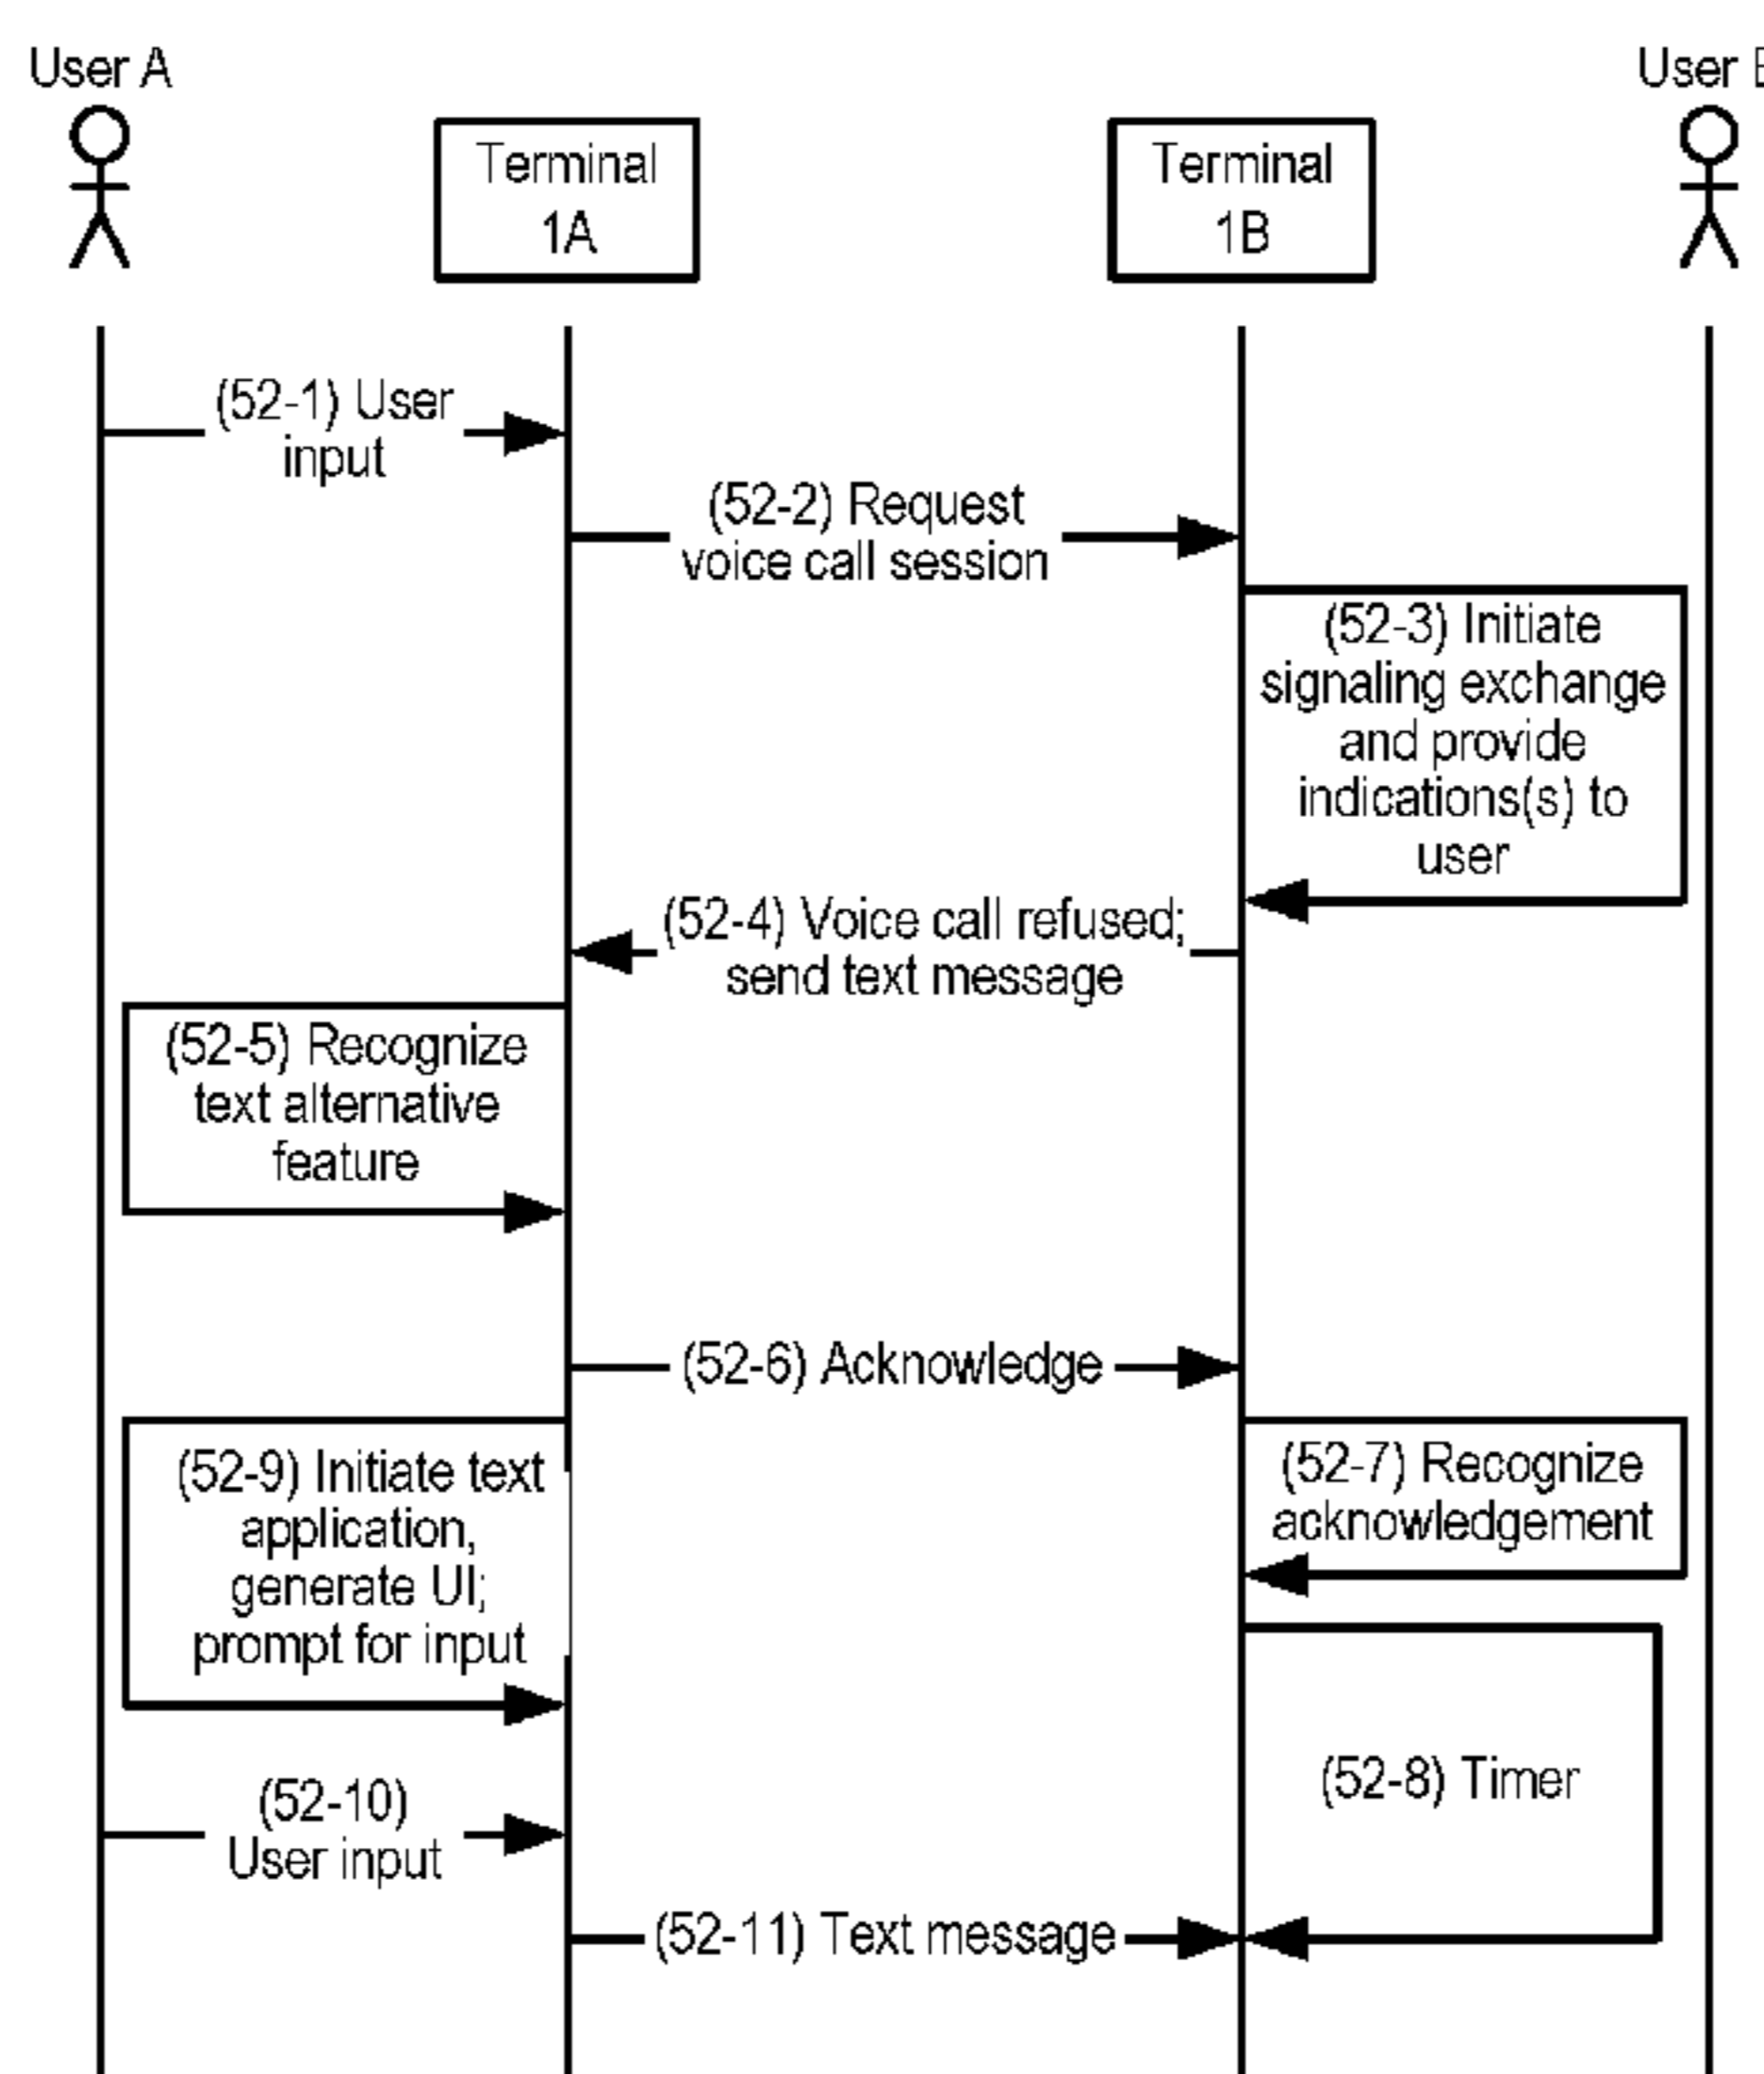 User A
User
Terminal
1A
Terminal
1B
(52-1) User
input
(52-2) Request
voice call session
(52-3) Initiate
signaling exchange
and provide
indications(s) to
user
(52-4) Voice call refused;
send text message
(52-5) Recognize
text alternative
feature
(52-6) Acknowledge
(52-9) Initiate text
application,
generate UI;
prompt for input
(52-7) Recognize
acknowledgement
(52-8) Timer
(52-10)
User input
(52-11) Text message